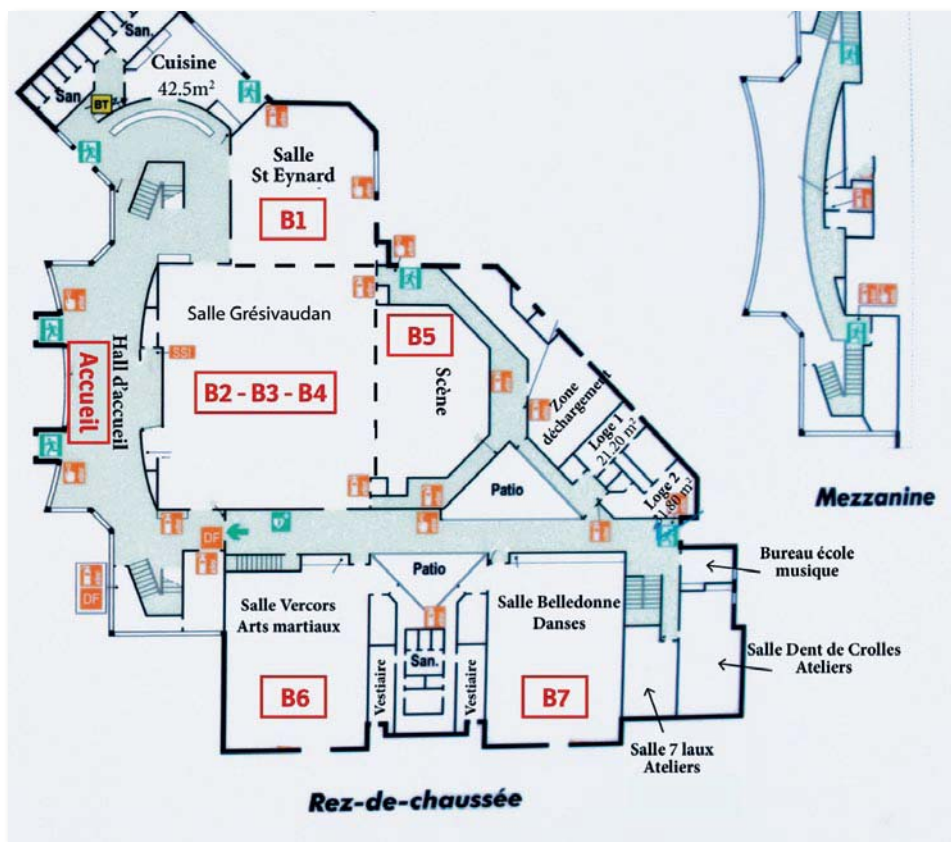 San.
Cuisine
42.5m²
San.
BT
Salle
St Eynard
B1
Salle Grésivaudan
B5
Scène
SSI
B2 - B3 - B4
Accueil
Hall d'accueil
Zone
déchargement
Loge 1
21.20 m²
Loge 2
Patio
Mezzanine
DF
DF
Patio
Bureau école
musique
Salle Vercors
Arts martiaux
Salle Belledonne
Danses
San.
Salle Dent de Crolles
Ateliers
Vestiaire
Vestiaire
B6
B7
Salle 7 laux
Ateliers
Rez-de-chaussée